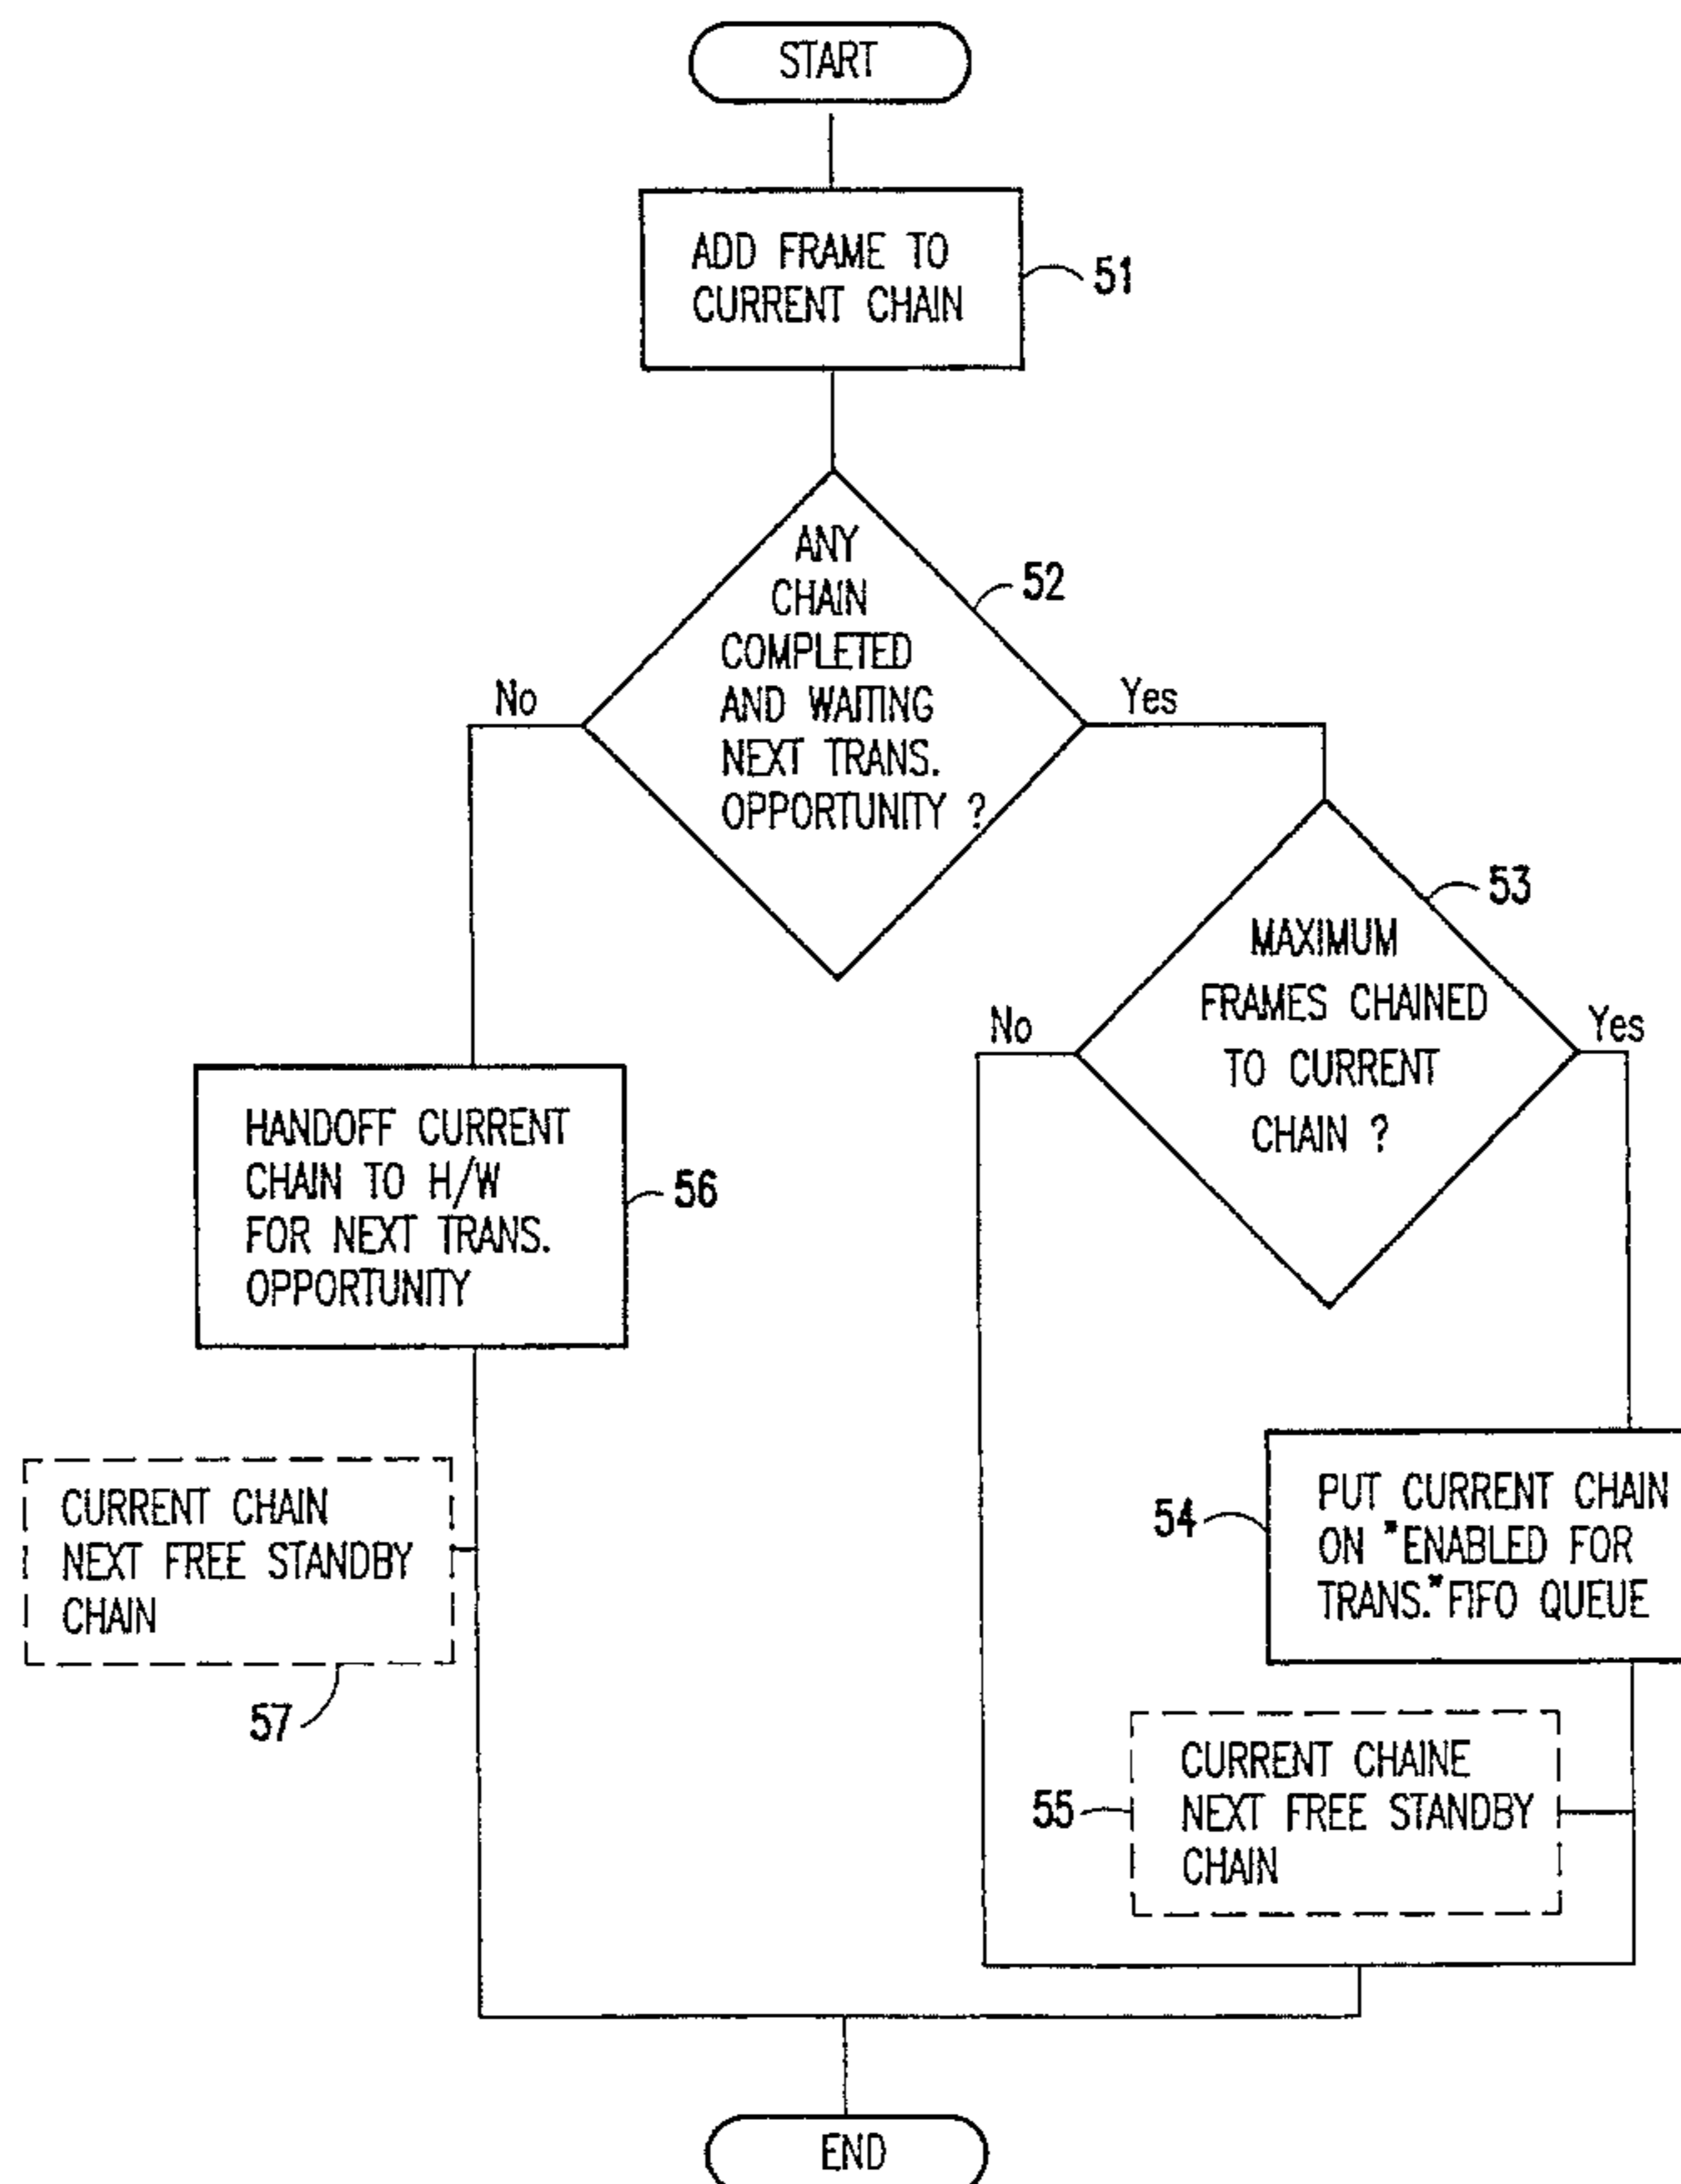 START
ADD FRAME TO
CURRENT CHAIN
51
ANY
CHAIN
COMPLETED
AND WAITING
NEXT TRANS.
OPPORTUNITY ?
52
No
Yes
MAXIMUM
FRAMES CHAINED
TO CURRENT
CHAIN ?
53
No
Yes
HANDOFF CURRENT
CHAIN TO H/W
FOR NEXT TRANS.
OPPORTUNITY
56
PUT CURRENT CHAIN
ON "ENABLED FOR
TRANS."FIFO QUEUE
54
CURRENT CHAIN
NEXT FREE STANDBY
CHAIN
57
CURRENT CHAINE
NEXT FREE STANDBY
CHAIN
55
END